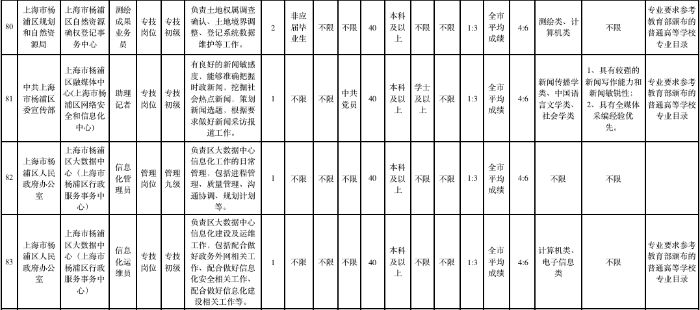 80
上海市杨
浦区规划
和自然资
源局
上海市杨浦
区自然资源
确权登记事
务中心
测绘
成果
业务
员
专技
岗位
专技
初级
负责土地权属调查
确认、土地境界调
整、登记系统数据
维护等工作。
2
非应
届毕
业生
不限
不限
40
本科
及以
上
不限
不限
不限
1:3
全市
平均
成绩
4:6
测绘类、计
算机类
不限
专业要求参考
教育部颁布的
普通高等学校
专业目录
81
中共上海
市杨浦区
委宣传部
上海市杨浦
区融媒体中
心(上海市杨
浦区网络安
全和信息化
中心)
助理
记者
专技
岗位
专技
初级
有良好的新闻敏感
度、能够准确把握
时政新闻、挖掘社
会热点新闻、策划
新闻选题、根据要
求做好新闻采访报
道工作。
1
不限
不限
中共
党员
40
本科
及以
上
学士
及以
上
不限
不限
1:3
全市
平均
成绩
4:6
新闻传播学
类、中国语
言文学类、
社会学类
1、具有较强的
新闻写作能力和
新闻敏锐性；
2、具有全媒体
采编经验优
先。
专业要求参考
教育部颁布的
普通高等学校
专业目录
82
上海市杨
浦区人民
政府办公
室
上海市杨浦
区大数据中
心（上海市
杨浦区行政
服务事务中
心）
信息
化管
理员
管理
岗位
管理
九级
负责区大数据中心
信息化工作的日常
管理，包括进程管
理，质量管理，沟
通协调，规划计划
等。
1
不限
不限
不限
40
本科
及以
上
不限
不限
不限
1:3
全市
平均
成绩
4:6
不限
不限
83
上海市杨
浦区人民
政府办公
室
上海市杨浦
区大数据中
心（上海市
杨浦区行政
服务事务中
心）
信息
化运
维员
专技
岗位
专技
初级
负责区大数据中心
信息化建设及运维
工作，包括配合做好
政务外网相关工
作，配合做好信息
化安全相关工作，
配合做好信息化建
设相关工作等。
1
不限
不限
不限
40
本科
及以
上
不限
不限
不限
1:3
全市
平均
成绩
4:6
计算机类、
电子信息
类
不限
专业要求参考
教育部颁布的
普通高等学校
专业目录